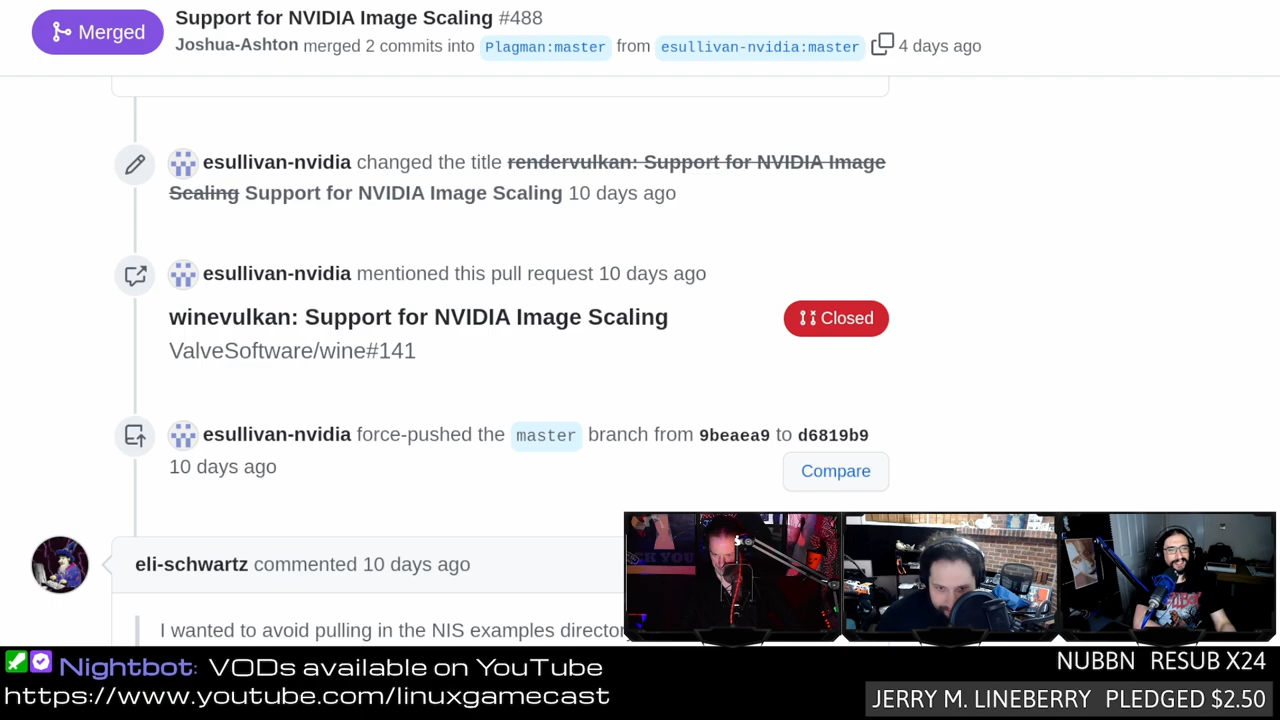 Merged
Support for NVIDIA Image Scaling #488
Joshua-Ashton merged 2 commits into Plagman:master from esullivan-nvidia:master 4 days ago
esullivan-nvidia changed the title rendervulkan: Support for NVIDIA Image
Scaling Support for NVIDIA Image Scaling 10 days ago
esullivan-nvidia mentioned this pull request 10 days ago
winevulkan: Support for NVIDIA Image Scaling
Closed
ValveSoftware/wine#141
esullivan-nvidia force-pushed the master branch from 9beaea9 to d6819b9
10 days ago
Compare
eli-schwartz commented 10 days ago
I wanted to avoid pulling in the NIS examples director
Nightbot: VODs available on YouTube
https://www.youtube.com/linuxgamecast
NUBBN RESUB X24
JERRY M. LINEBERRY PLEDGED $2.50